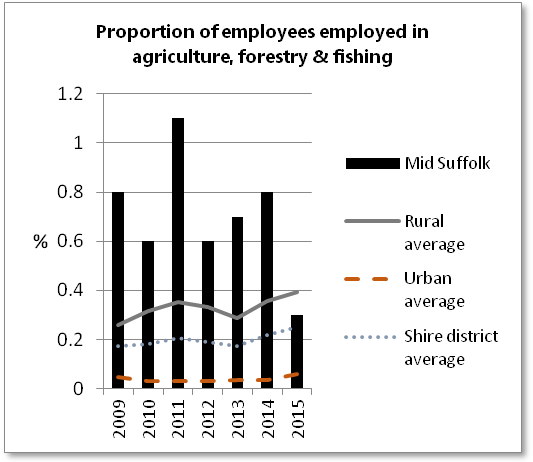 Proportion of employees employed in
agriculture, forestry & fishing
1.2
1
0.8
0.6
0.4
0.2
0
%
2009
2010
2011
2012
2013
2014
2015
Mid Suffolk
Rural
average
Urban
average
Shire district
average